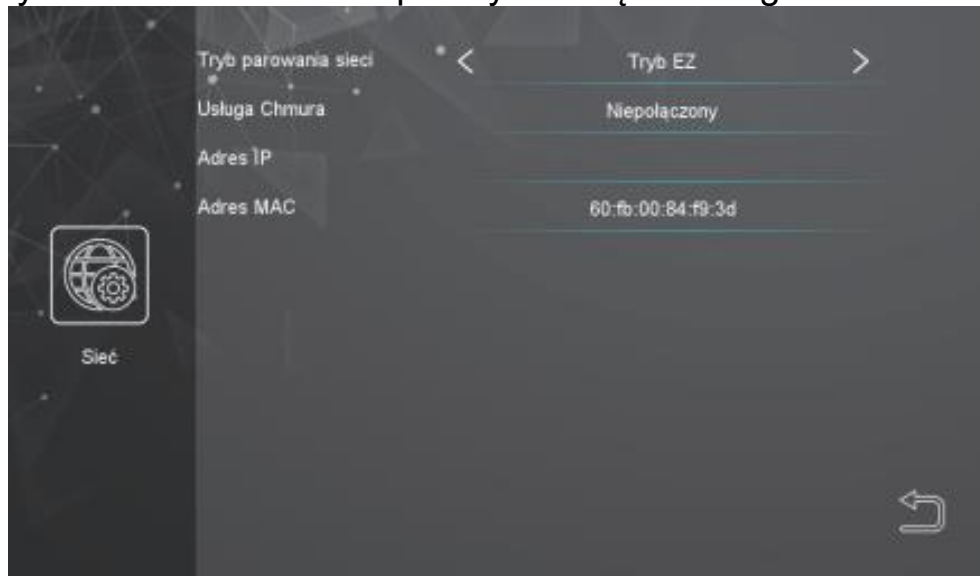 Tryb parowania sieci < Tryb EZ >
Usługa Chmura Niepołączony
Adres IP
Adres MAC 60:fb:00:84:f9:3d
Sieć